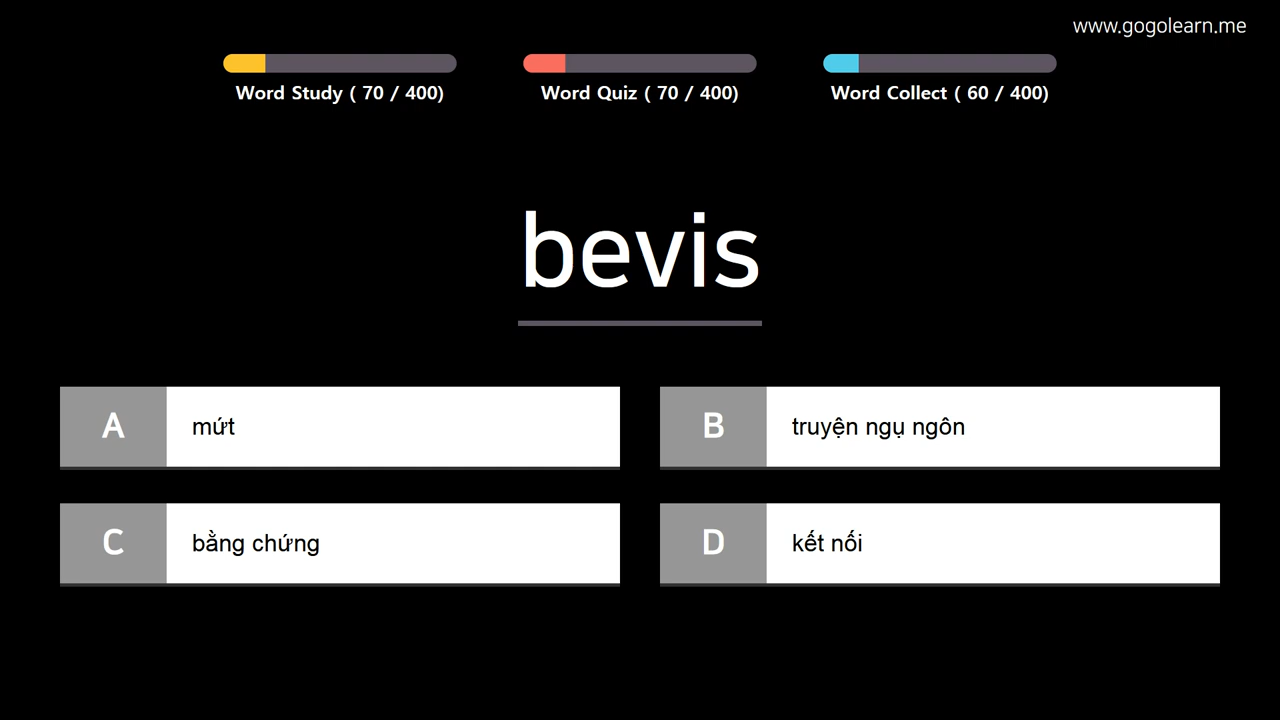 www.gogolearn.me
Word Study ( 70 / 400)
Word Quiz ( 70 / 400)
Word Collect ( 60 / 400)
bevis
A
mứt
B
truyện ngụ ngôn
C
bằng chứng
D
kết nối